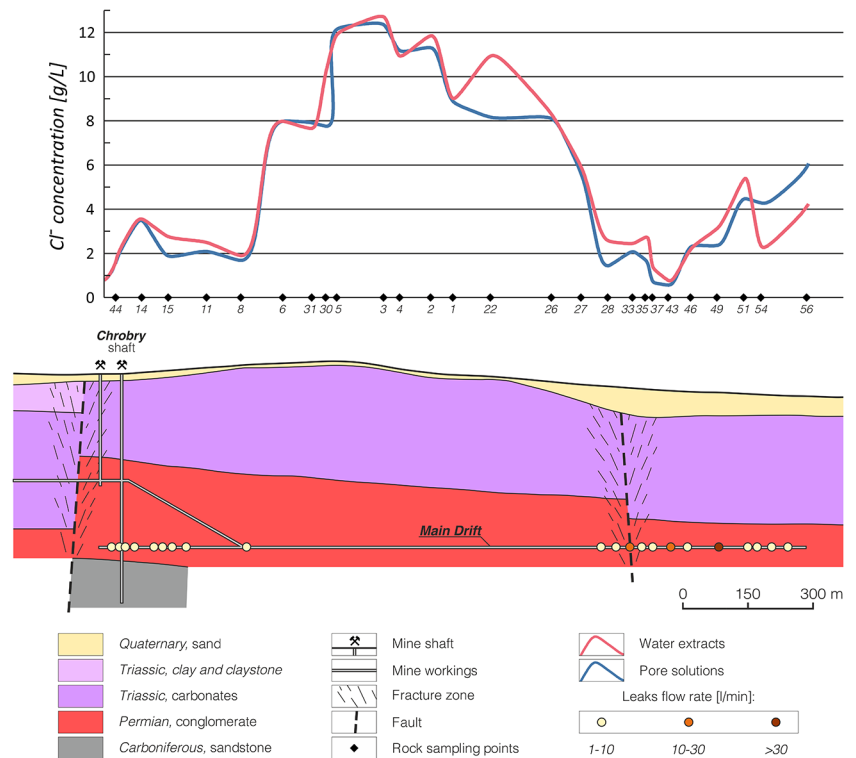 Cl⁻ concentration [g/L]
12
10
8
6
4
2
0
44 14 15 11 8 6 31 30 5 3 4 2 1 22 26 27 28 33 35 37 43 46 49 51 54 56
Chrobry
shaft
Main Drift
0 150 300 m
Quaternary, sand
Triassic, clay and claystone
Triassic, carbonates
Permian, conglomerate
Carboniferous, sandstone
Mine shaft
Mine workings
Fracture zone
Fault
Rock sampling points
Water extracts
Pore solutions
Leaks flow rate [l/min]:
1-10 10-30 >30